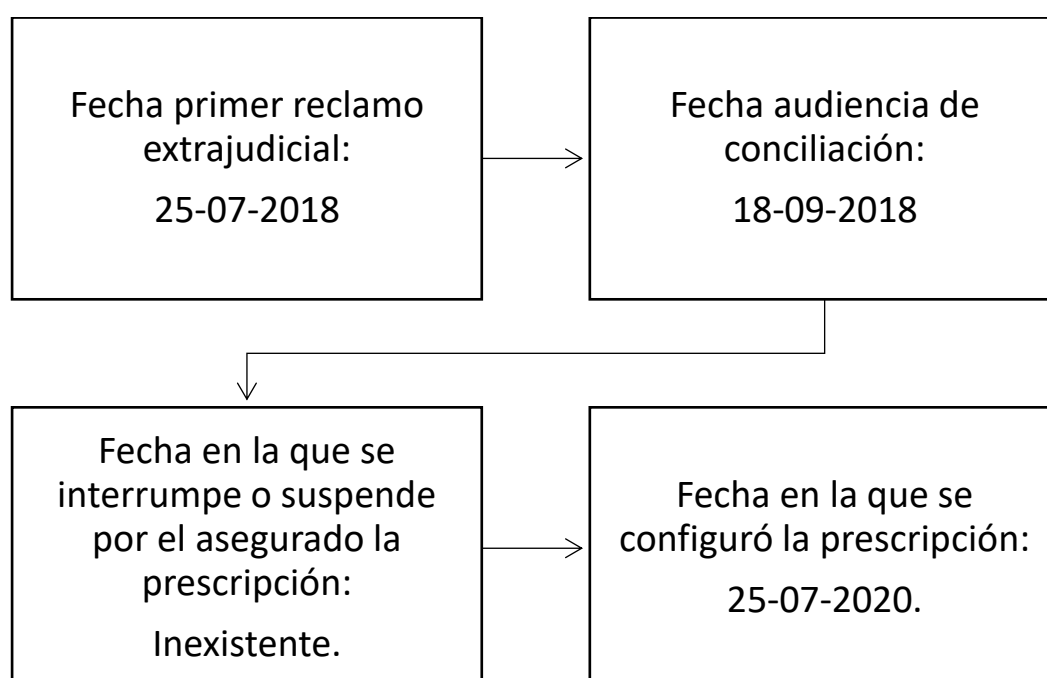 Fecha primer reclamo
extrajudicial:
25-07-2018
Fecha audiencia de
conciliación:
18-09-2018
Fecha en la que se
interrumpe o suspende
por el asegurado la
prescripción:
Inexistente.
Fecha en la que se
configuró la prescripción:
25-07-2020.